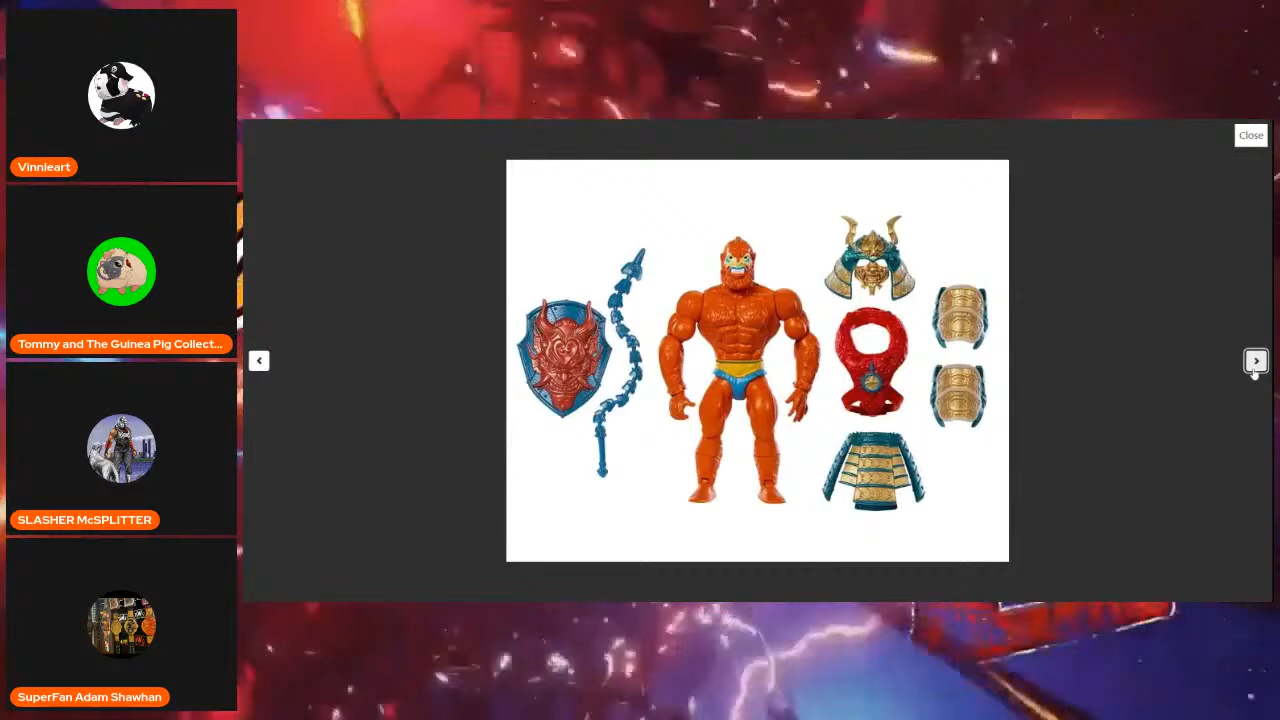 Vinnieart
Tommy and The Guinea Pig Collect...
SLASHER McSPLITTER
SuperFan Adam Shawhan
Close